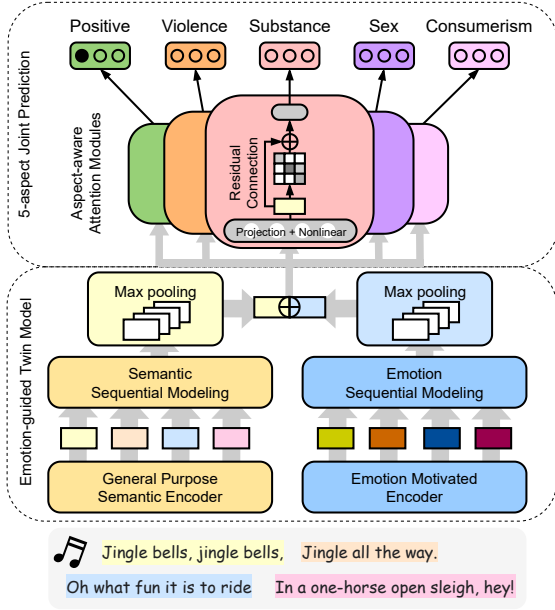 Positive Violence Substance Sex Consumerism
5-aspect Joint Prediction
Aspect-aware
Attention Modules
Residual
Connection
Projection + Nonlinear
Emotion-guided Twin Model
Max pooling
Max pooling
Semantic
Sequential Modeling
Emotion
Sequential Modeling
General Purpose
Semantic Encoder
Emotion Motivated
Encoder
Jingle bells, jingle bells, Jingle all the way.
Oh what fun it is to ride In a one-horse open sleigh, hey!